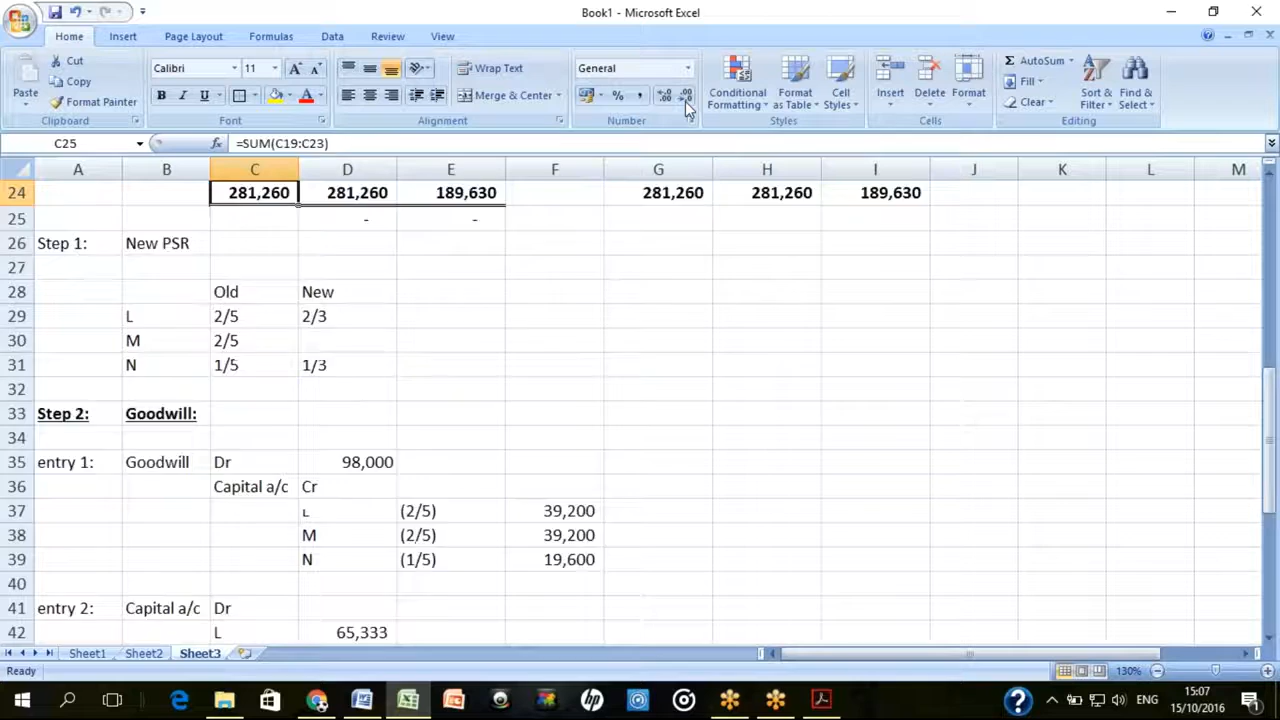 Book1 - Microsoft Excel
Home Insert Page Layout Formulas Data Review View
Paste Cut Copy Format Painter Clipboard
Calibri 11 A A B I U A Font
Wrap Text Merge & Center Alignment
General % , Number
Conditional Formatting Format as Table Cell Styles Styles
Insert Delete Format Cells
Σ AutoSum Fill Clear Sort & Filter Find & Select Editing
C25 fx =SUM(C19:C23)
A B C D E F G H I J K L M
24 281,260 281,260 189,630 281,260 281,260 189,630
25 - -
26 Step 1: New PSR
27
28 Old New
29 L 2/5 2/3
30 M 2/5
31 N 1/5 1/3
32
33 Step 2: Goodwill:
34
35 entry 1: Goodwill Dr 98,000
36 Capital a/c Cr
37 L (2/5) 39,200
38 M (2/5) 39,200
39 N (1/5) 19,600
40
41 entry 2: Capital a/c Dr
42 L 65,333
Sheet1 Sheet2 Sheet3
Ready 130%
hp ? ENG 15:07
15/10/2016